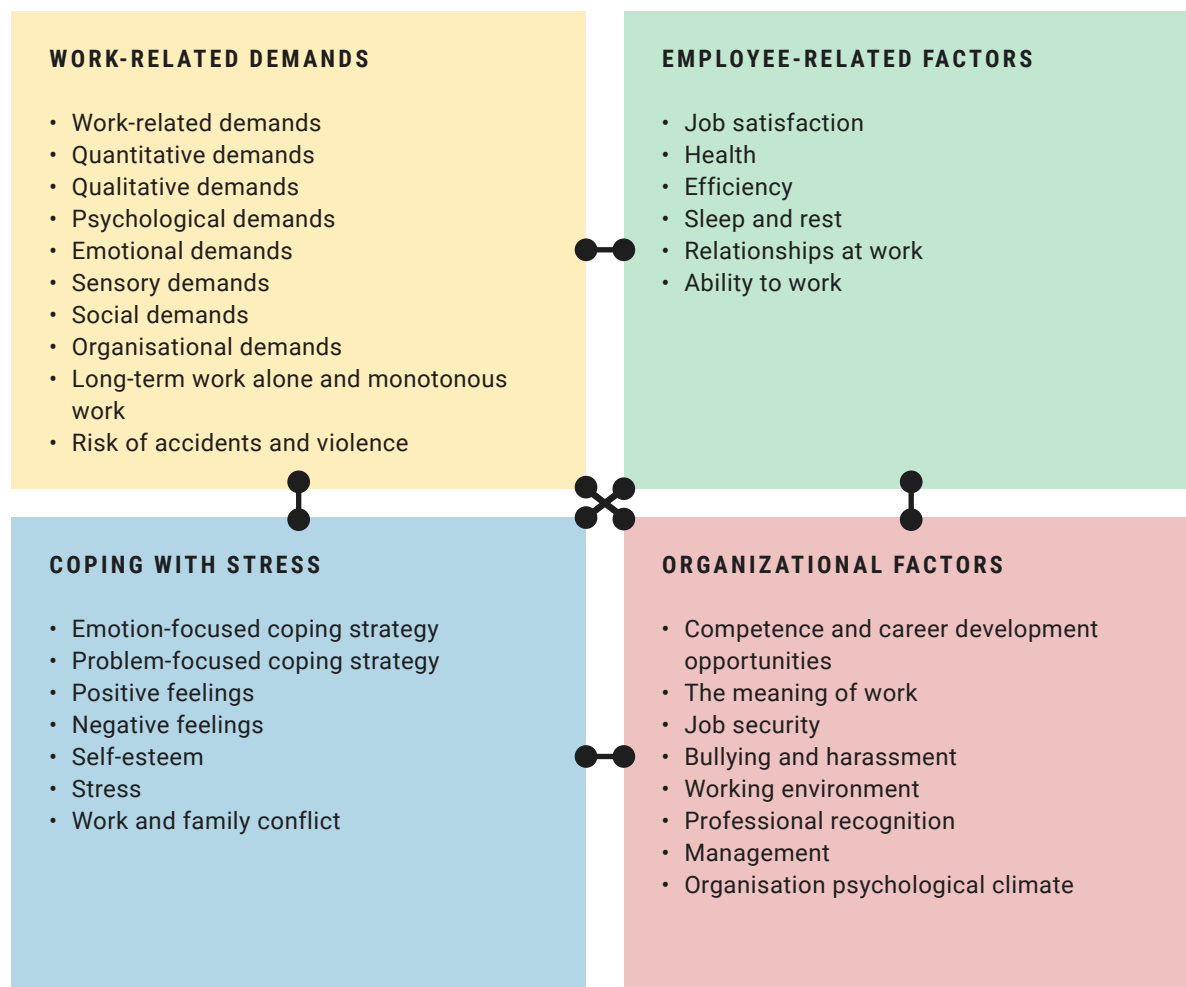 WORK-RELATED DEMANDS
• Work-related demands
• Quantitative demands
• Qualitative demands
• Psychological demands
• Emotional demands
• Sensory demands
• Social demands
• Organisational demands
• Long-term work alone and monotonous
work
• Risk of accidents and violence
EMPLOYEE-RELATED FACTORS
• Job satisfaction
• Health
• Efficiency
• Sleep and rest
• Relationships at work
• Ability to work
COPING WITH STRESS
• Emotion-focused coping strategy
• Problem-focused coping strategy
• Positive feelings
• Negative feelings
• Self-esteem
• Stress
• Work and family conflict
ORGANIZATIONAL FACTORS
• Competence and career development
opportunities
• The meaning of work
• Job security
• Bullying and harassment
• Working environment
• Professional recognition
• Management
• Organisation psychological climate